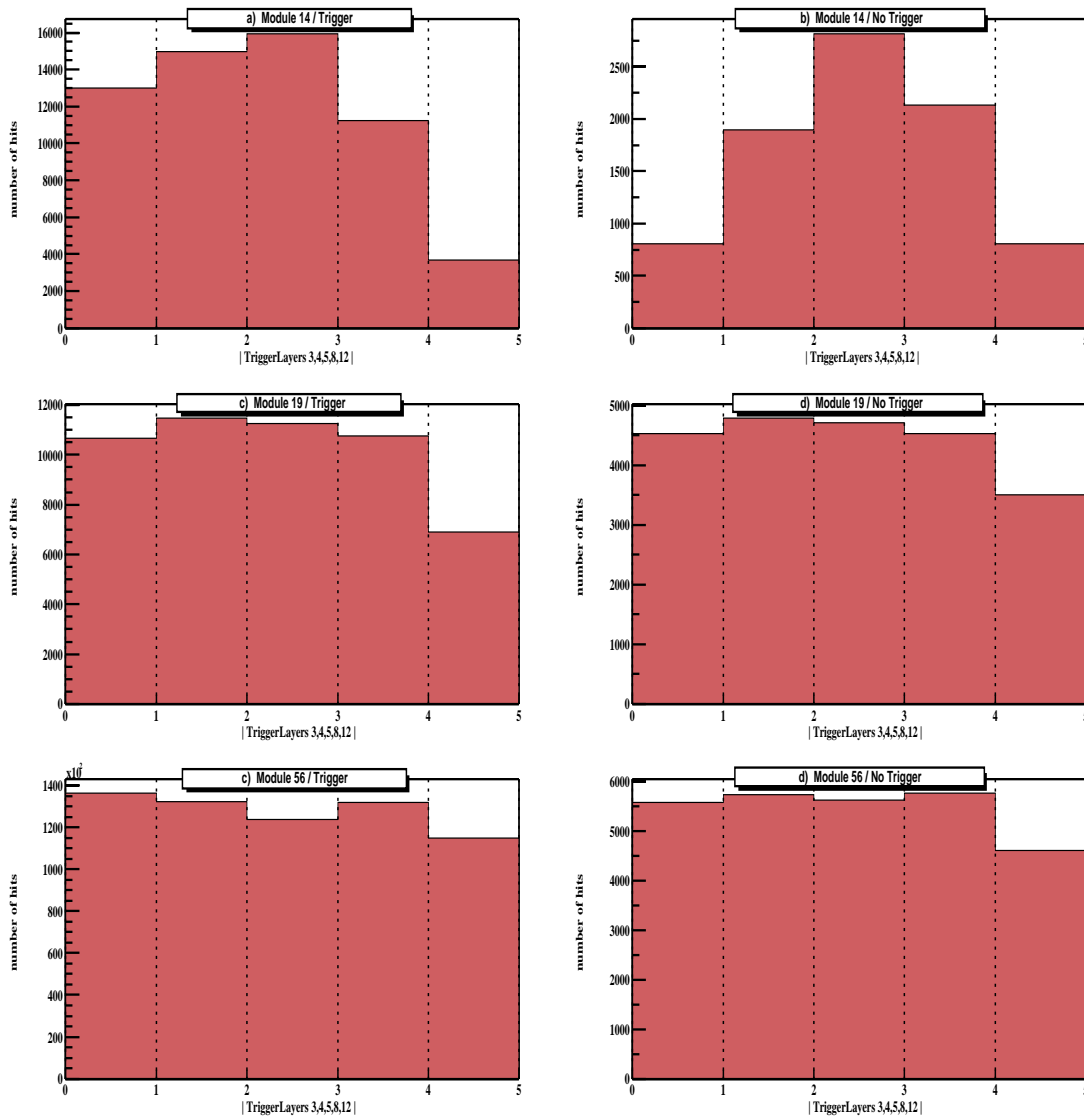 a) Module 14 / Trigger
number of hits
16000
14000
12000
10000
8000
6000
4000
2000
0
0 1 2 3 4 5
| TriggerLayers 3,4,5,8,12 |
b) Module 14 / No Trigger
number of hits
2500
2000
1500
1000
500
0
0 1 2 3 4 5
| TriggerLayers 3,4,5,8,12 |
c) Module 19 / Trigger
number of hits
12000
10000
8000
6000
4000
2000
0
0 1 2 3 4 5
| TriggerLayers 3,4,5,8,12 |
d) Module 19 / No Trigger
number of hits
5000
4000
3000
2000
1000
0
0 1 2 3 4 5
| TriggerLayers 3,4,5,8,12 |
c) Module 56 / Trigger
x10²
number of hits
1400
1200
1000
800
600
400
200
0
0 1 2 3 4 5
| TriggerLayers 3,4,5,8,12 |
d) Module 56 / No Trigger
number of hits
6000
5000
4000
3000
2000
1000
0
0 1 2 3 4 5
| TriggerLayers 3,4,5,8,12 |